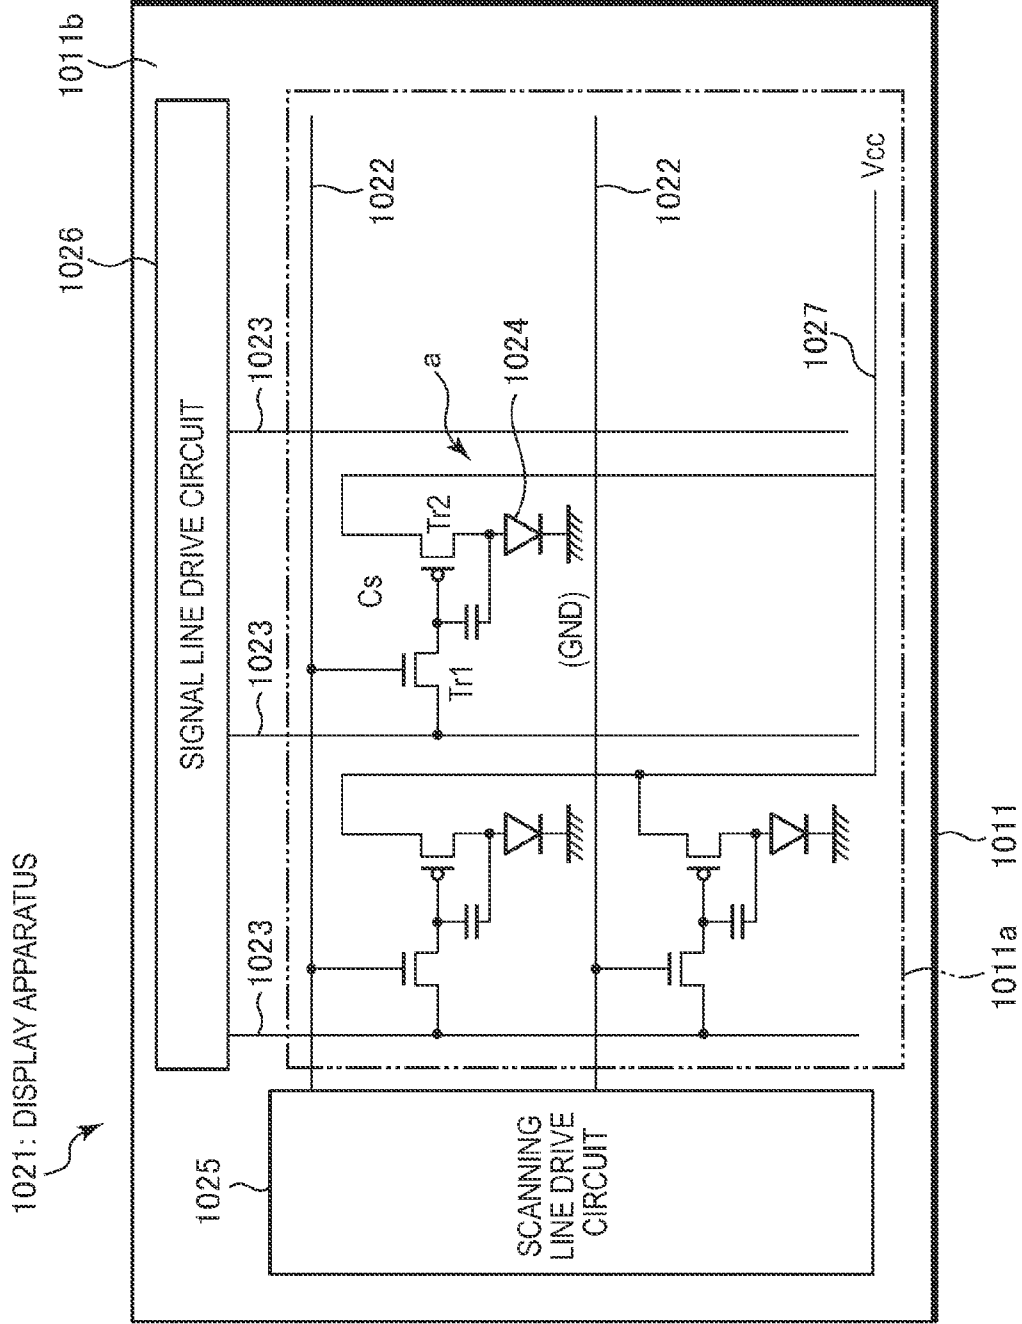 1021: DISPLAY APPARATUS
1026
1011b
SIGNAL LINE DRIVE CIRCUIT
1025
1023
1023
1023
1022
Cs
a
Tr1
Tr2
1024
SCANNING
LINE DRIVE
CIRCUIT
(GND)
1022
1027
Vcc
1011a
1011